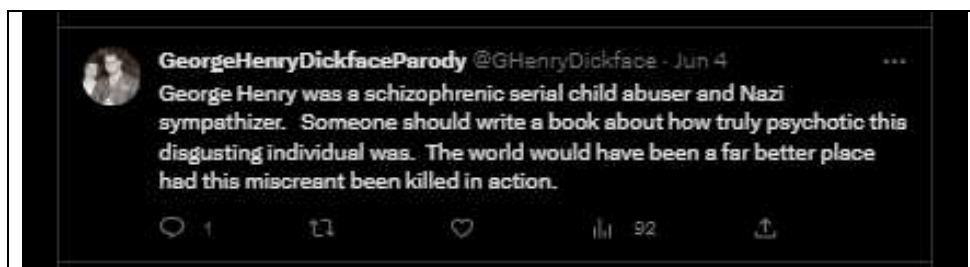 GeorgeHenryDickfaceParody @GHenryDickface · Jun 4
George Henry was a schizophrenic serial child abuser and Nazi
sympathizer. Someone should write a book about how truly psychotic this
disgusting individual was. The world would have been a far better place
had this miscreant been killed in action.
1 92